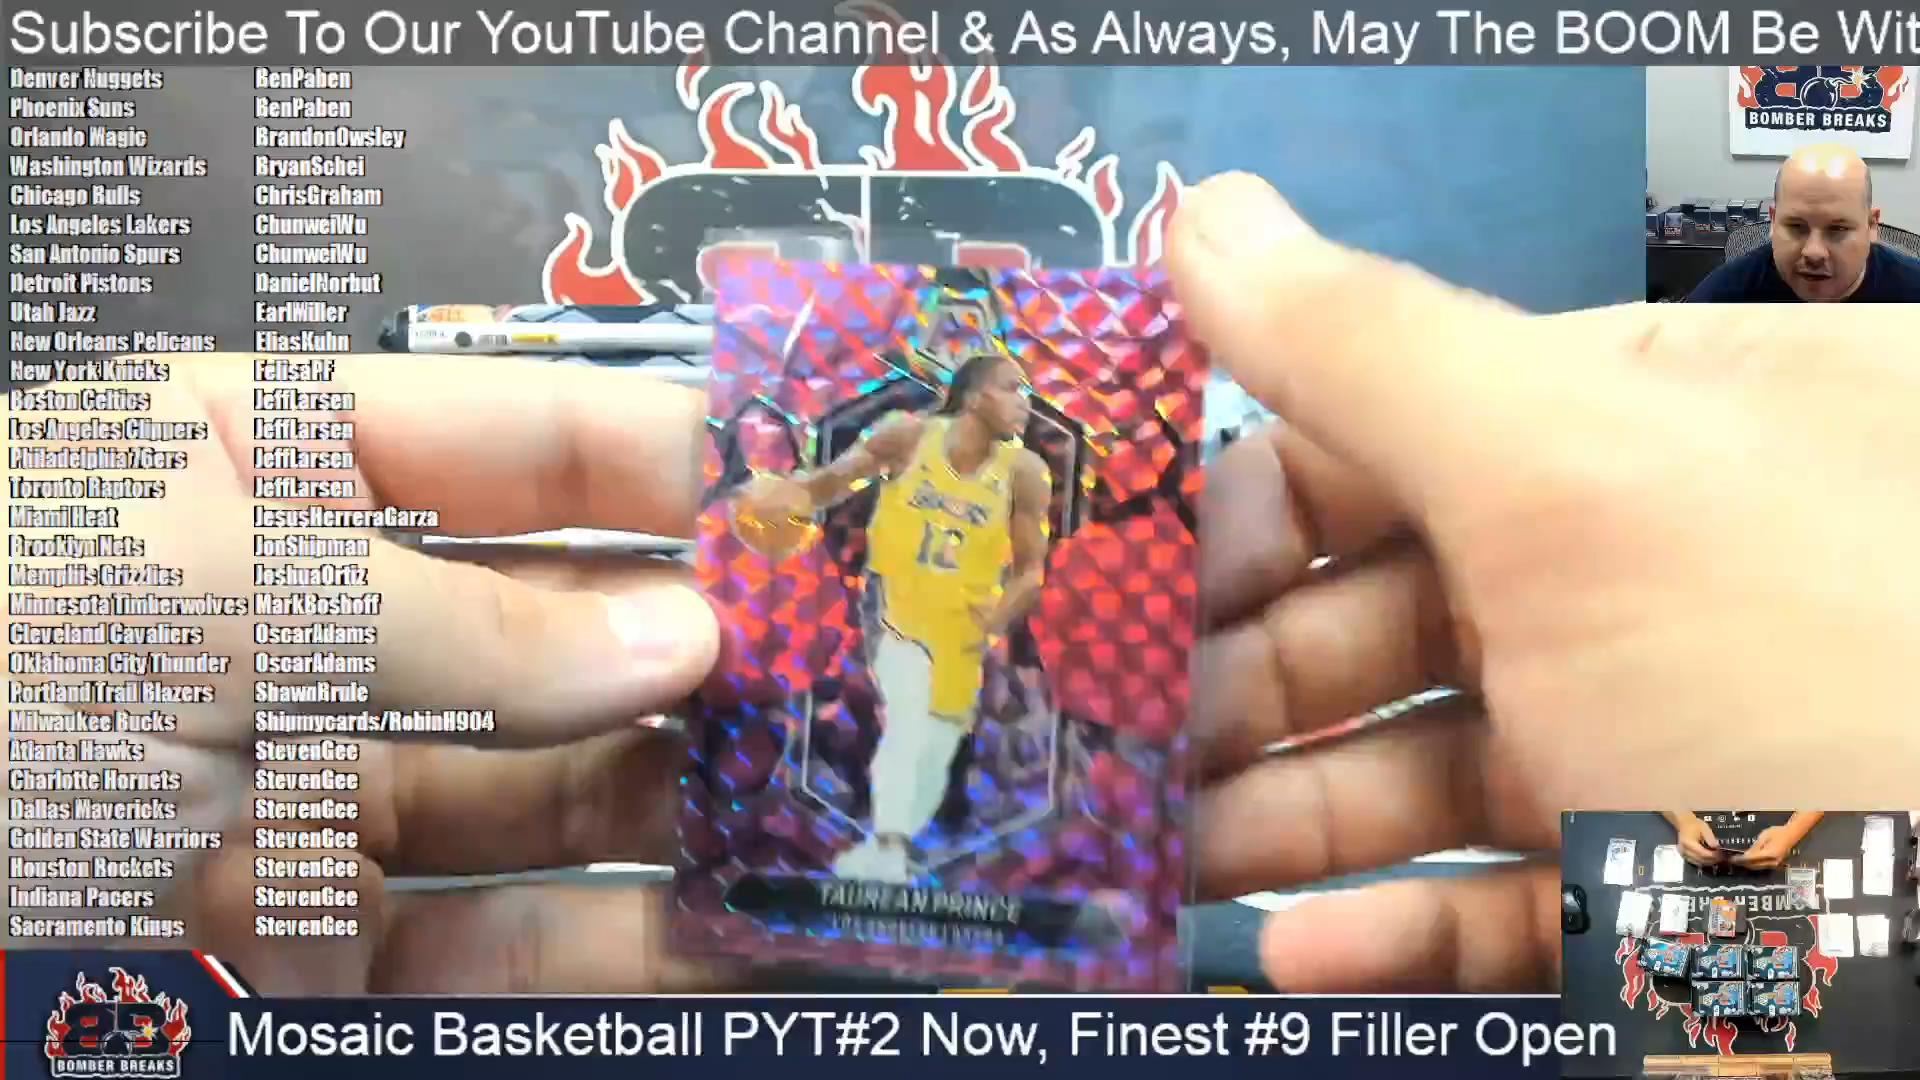 Subscribe To Our YouTube Channel & As Always, May The BOOM Be Wit
Denver Nuggets BenPaben
Phoenix Suns BenPaben
Orlando Magic BrandonOwsley
Washington Wizards BryanSchei
Chicago Bulls ChrisGraham
Los Angeles Lakers ChunweiWu
San Antonio Spurs ChunweiWu
Detroit Pistons DanielNorbut
Utah Jazz EarlWiller
New Orleans Pelicans EliasKuhn
New York Knicks FelisaPF
Boston Celtics JeffLarsen
Los Angeles Clippers JeffLarsen
Philadelphia 76ers JeffLarsen
Toronto Raptors JeffLarsen
Miami Heat JesusHerreraGarza
Brooklyn Nets JonShipman
Memphis Grizzlies JoshuaOrtiz
Minnesota Timberwolves MarkBoshoff
Cleveland Cavaliers OscarAdams
Oklahoma City Thunder OscarAdams
Portland Trail Blazers ShawnBrule
Milwaukee Bucks Shipmycards/RobinH904
Atlanta Hawks StevenGee
Charlotte Hornets StevenGee
Dallas Mavericks StevenGee
Golden State Warriors StevenGee
Houston Rockets StevenGee
Indiana Pacers StevenGee
Sacramento Kings StevenGee
BOMBER BREAKS
12
TAUREAN PRINCE
LOS ANGELES LAKERS
BOMBER BREAKS
Mosaic Basketball PYT#2 Now, Finest #9 Filler Open